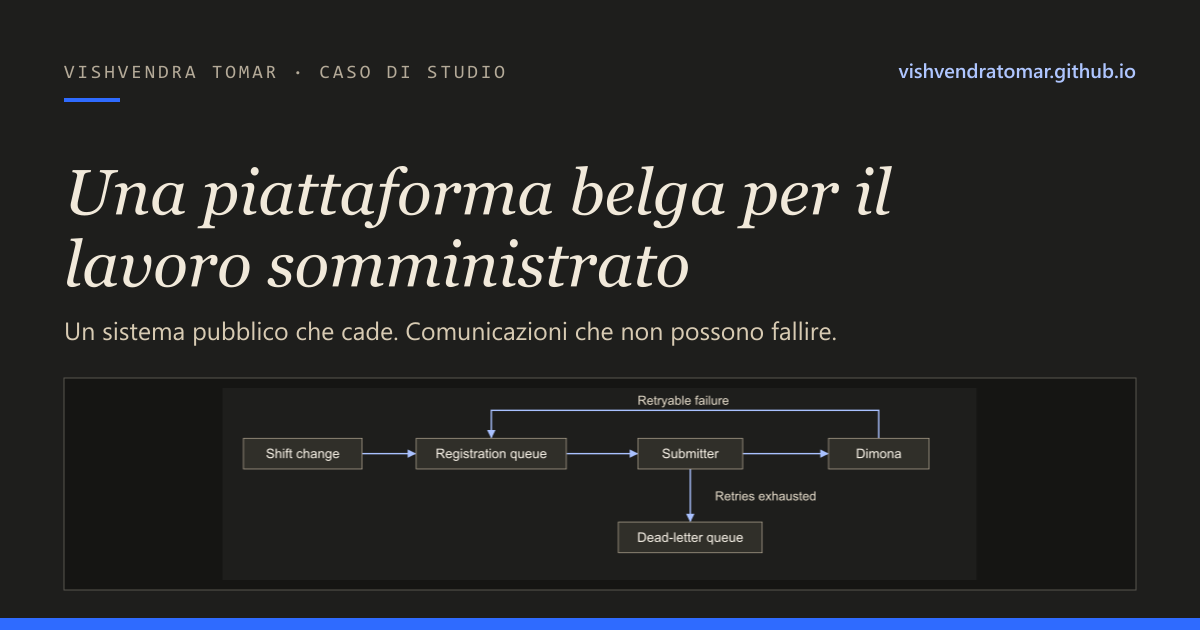 VISHVENDRA TOMAR · CASO DI STUDIO
vishvendratomar.github.io
Una piattaforma belga per il
lavoro somministrato
Un sistema pubblico che cade. Comunicazioni che non possono fallire.
Retryable failure
Shift change
Registration queue
Submitter
Dimona
Retries exhausted
Dead-letter queue